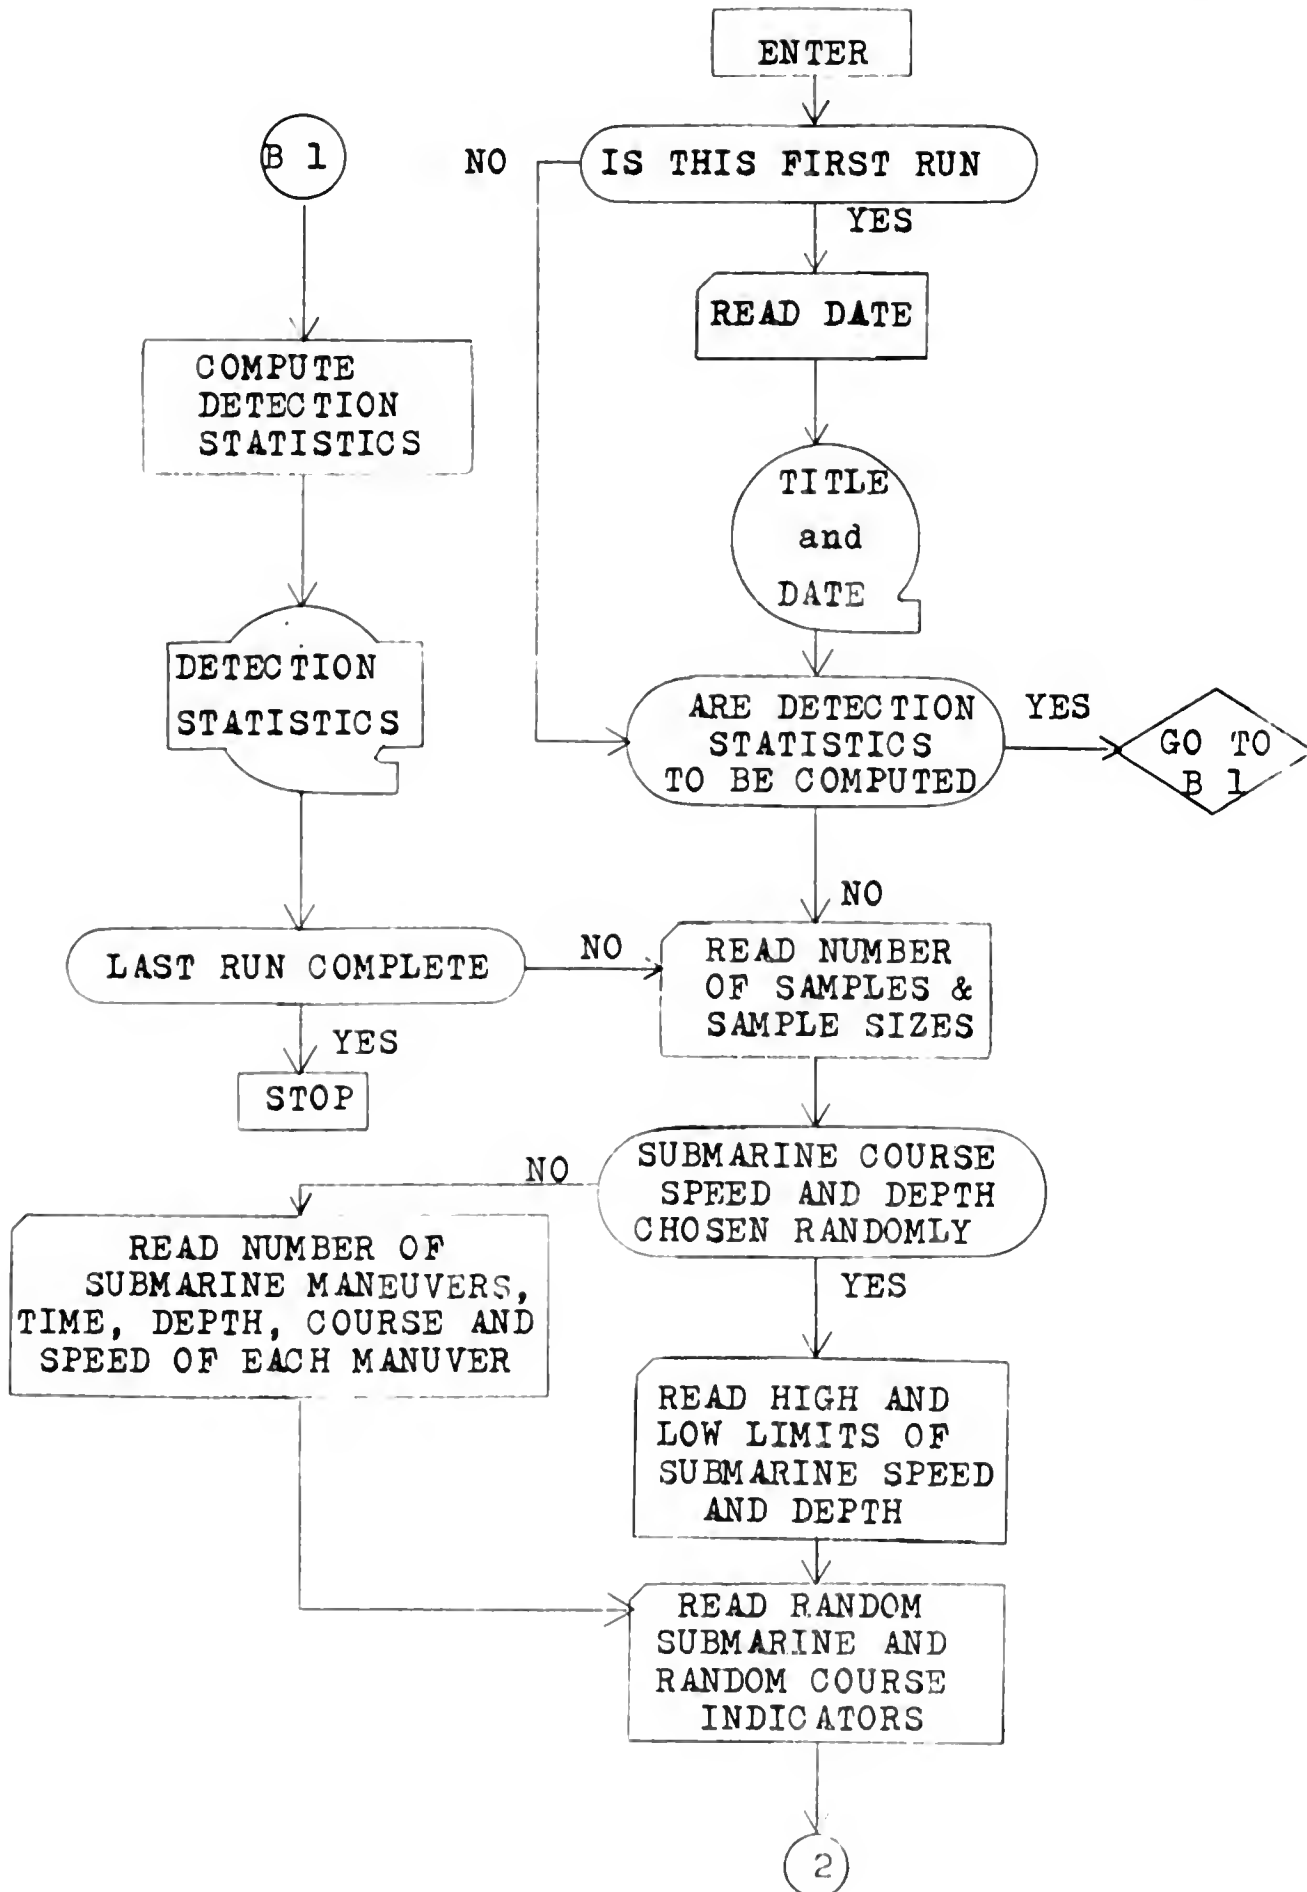 ENTER
B 1
NO
IS THIS FIRST RUN
YES
READ DATE
COMPUTE
DETECTION
STATISTICS
TITLE
and
DATE
DETECTION
STATISTICS
ARE DETECTION
STATISTICS
TO BE COMPUTED
YES
GO TO
B 1
NO
LAST RUN COMPLETE
NO
READ NUMBER
OF SAMPLES &
SAMPLE SIZES
YES
STOP
SUBMARINE COURSE
SPEED AND DEPTH
CHOSEN RANDOMLY
NO
READ NUMBER OF
SUBMARINE MANEUVERS,
TIME, DEPTH, COURSE AND
SPEED OF EACH MANUVER
YES
READ HIGH AND
LOW LIMITS OF
SUBMARINE SPEED
AND DEPTH
READ RANDOM
SUBMARINE AND
RANDOM COURSE
INDICATORS
2